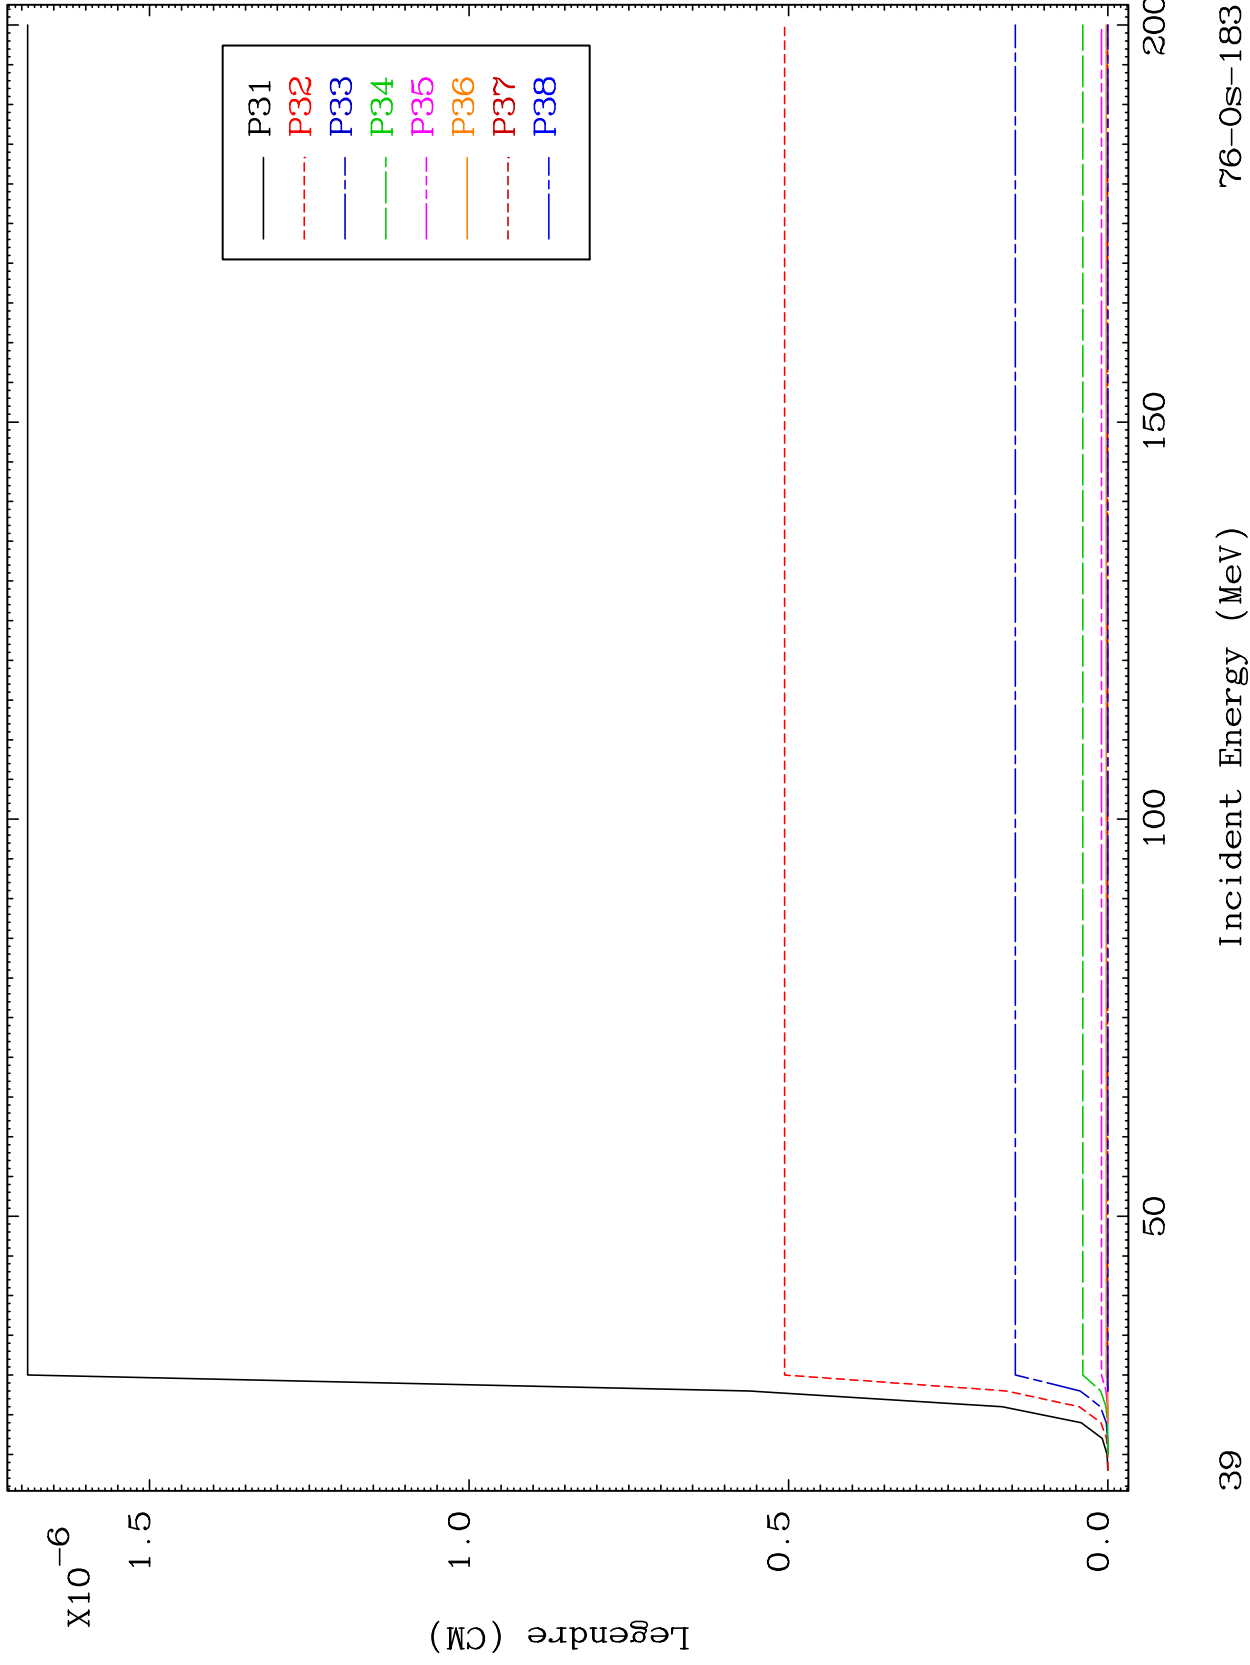 X10-6
1.5
1.0
0.5
0.0
Legendre (CM)
P31
P32
P33
P34
P35
P36
P37
P38
50
100
150
200
Incident Energy (MeV)
39
76-Os-183